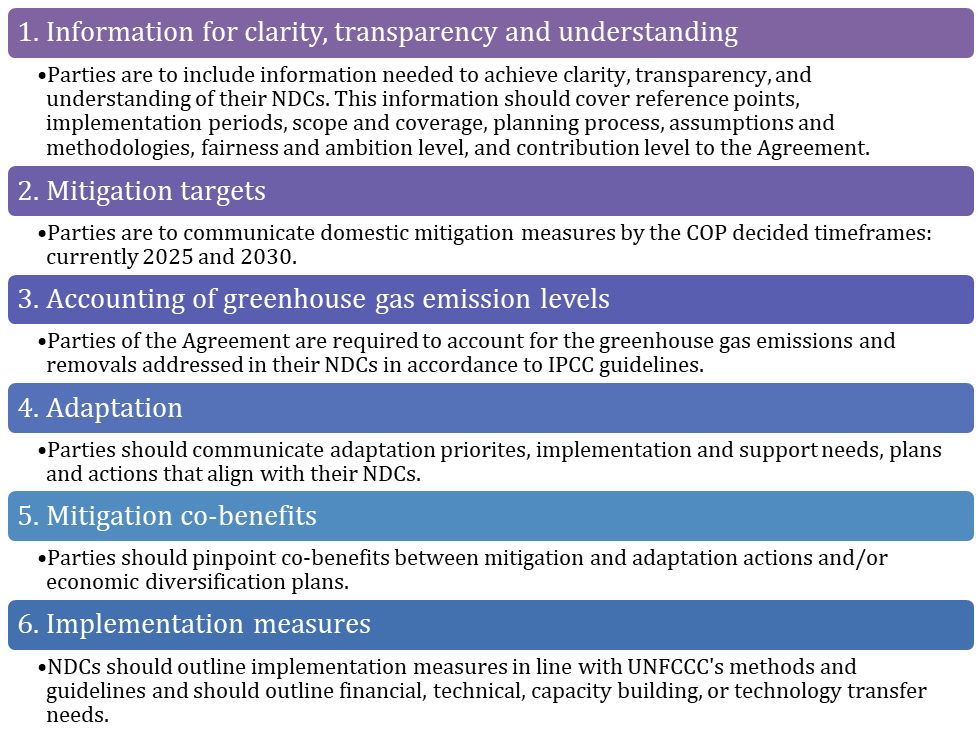 1. Information for clarity, transparency and understanding
•Parties are to include information needed to achieve clarity, transparency, and
understanding of their NDCs. This information should cover reference points,
implementation periods, scope and coverage, planning process, assumptions and
methodologies, fairness and ambition level, and contribution level to the Agreement.
2. Mitigation targets
•Parties are to communicate domestic mitigation measures by the COP decided timeframes:
currently 2025 and 2030.
3. Accounting of greenhouse gas emission levels
•Parties of the Agreement are required to account for the greenhouse gas emissions and
removals addressed in their NDCs in accordance to IPCC guidelines.
4. Adaptation
•Parties should communicate adaptation priorites, implementation and support needs, plans
and actions that align with their NDCs.
5. Mitigation co-benefits
•Parties should pinpoint co-benefits between mitigation and adaptation actions and/or
economic diversification plans.
6. Implementation measures
•NDCs should outline implementation measures in line with UNFCCC's methods and
guidelines and should outline financial, technical, capacity building, or technology transfer
needs.